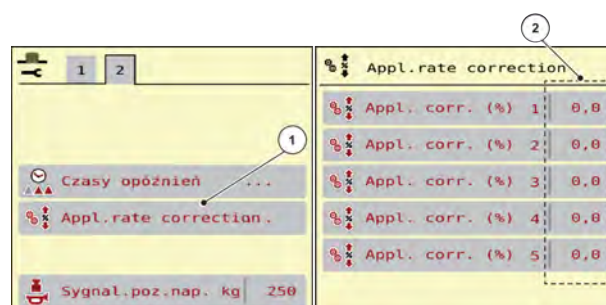 2
1 2
1
Czasy opóźnień ...
Appl.rate correction.
Sygnal.poz.nap. kg 250
Appl.rate correction
Appl. corr. (%) 1 0,0
Appl. corr. (%) 2 0,0
Appl. corr. (%) 3 0,0
Appl. corr. (%) 4 0,0
Appl. corr. (%) 5 0,0